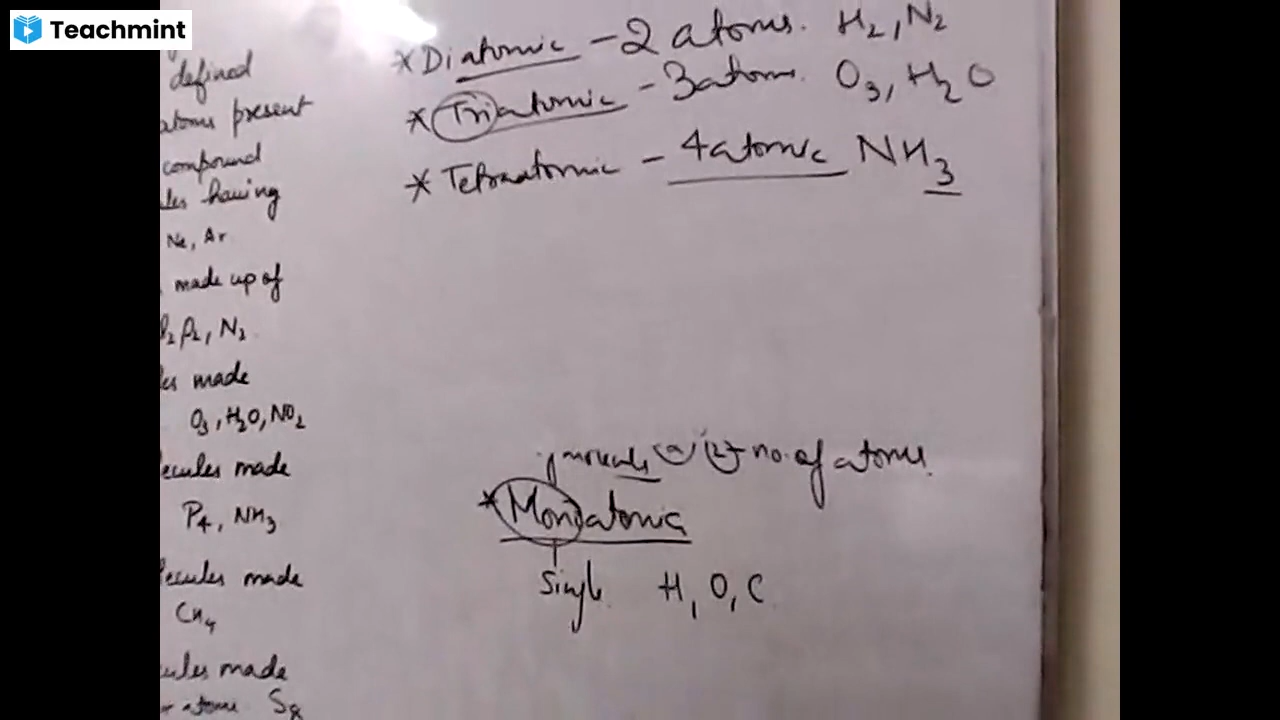 Teachmint
defined
atoms present
compound
having
Ne, Ar
made up of
N2
made
O3, H2O, NO2
made
P4, NH3
made
CH4
made
S8
* Diatomic - 2 atoms. H2, N2
* Triatomic - 3 atoms. O3, H2O
* Tetraatomic - 4 atomic NH3
no. of atoms.
* Monoatomic
Single H, O, C